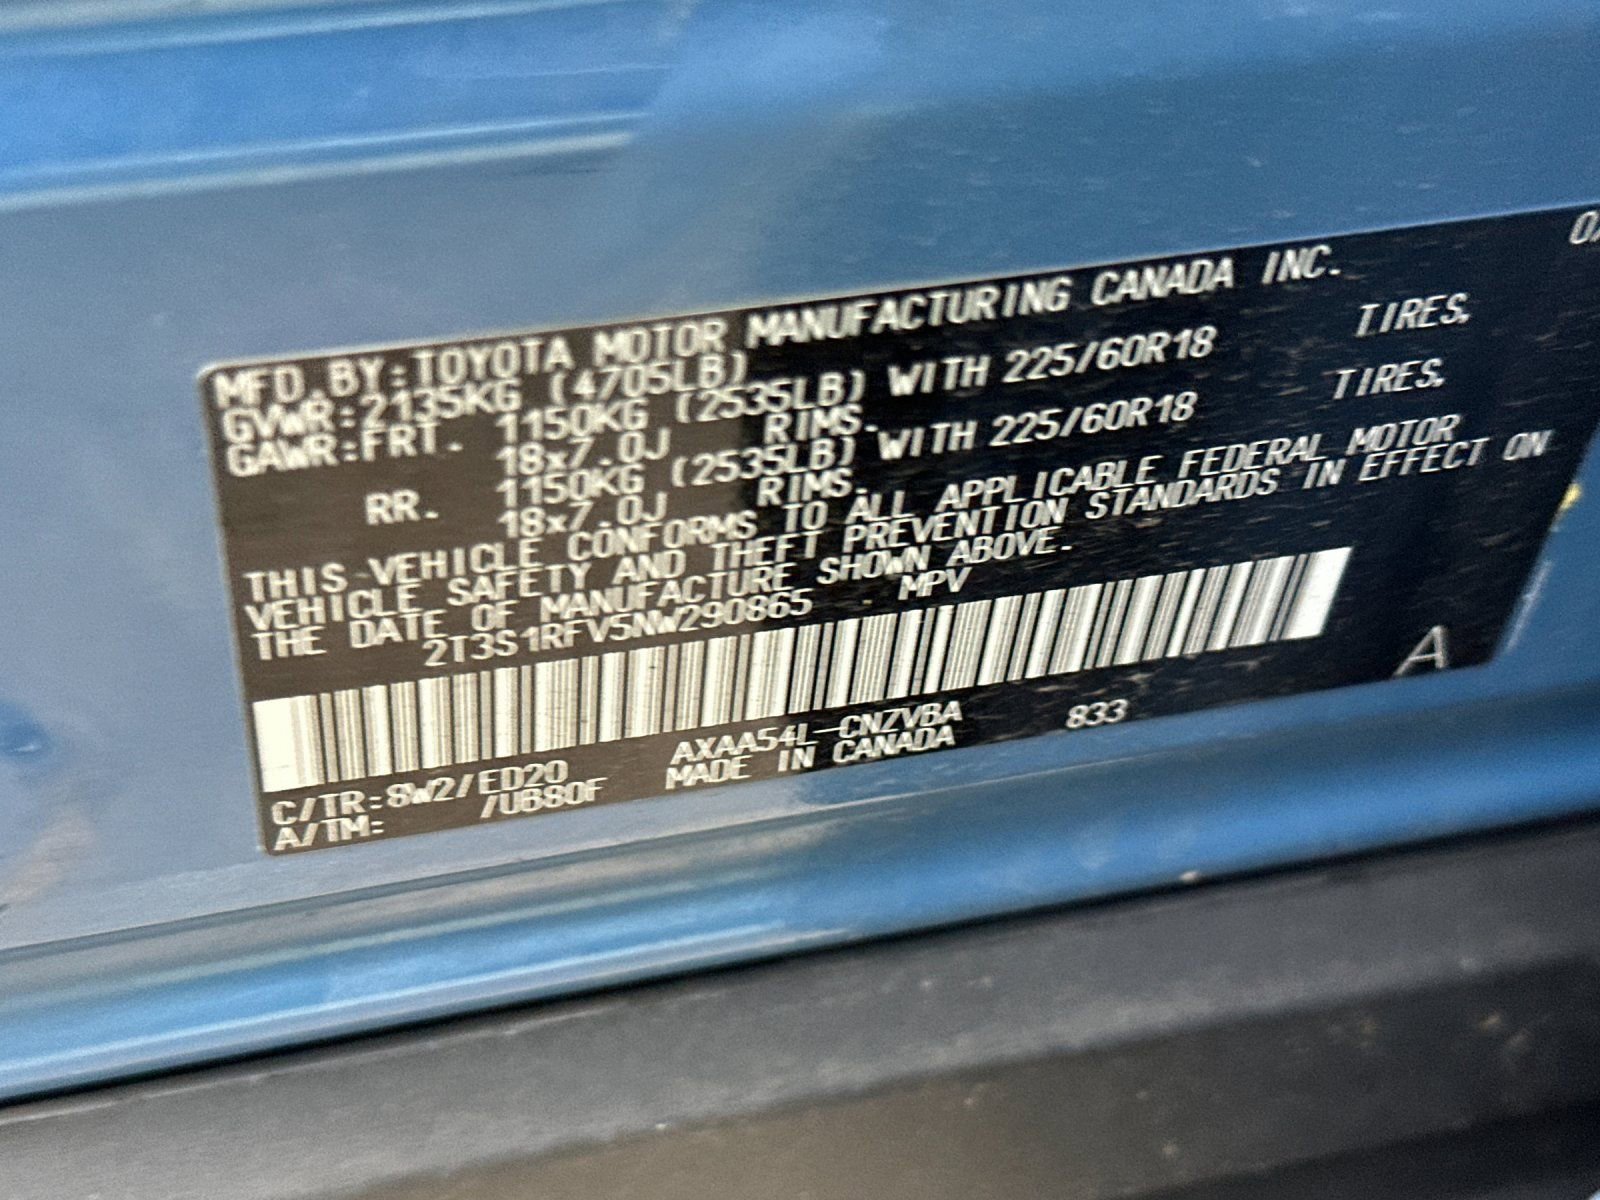 MFD.BY:TOYOTA MOTOR MANUFACTURING CANADA INC.
GVWR:2135KG (4705LB)
GAWR:FRT. 1150KG (2535LB) WITH 225/60R18 TIRES,
18x7.0J RIMS.
RR. 1150KG (2535LB) WITH 225/60R18 TIRES,
18x7.0J RIMS.
THIS VEHICLE CONFORMS TO ALL APPLICABLE FEDERAL MOTOR
VEHICLE SAFETY AND THEFT PREVENTION STANDARDS IN EFFECT ON
THE DATE OF MANUFACTURE SHOWN ABOVE.
2T3S1RFV5NW290865 MPV
A
C/TR:8W2/ED20 AXAA54L-CNZVBA 833
A/TM: /UB80F MADE IN CANADA